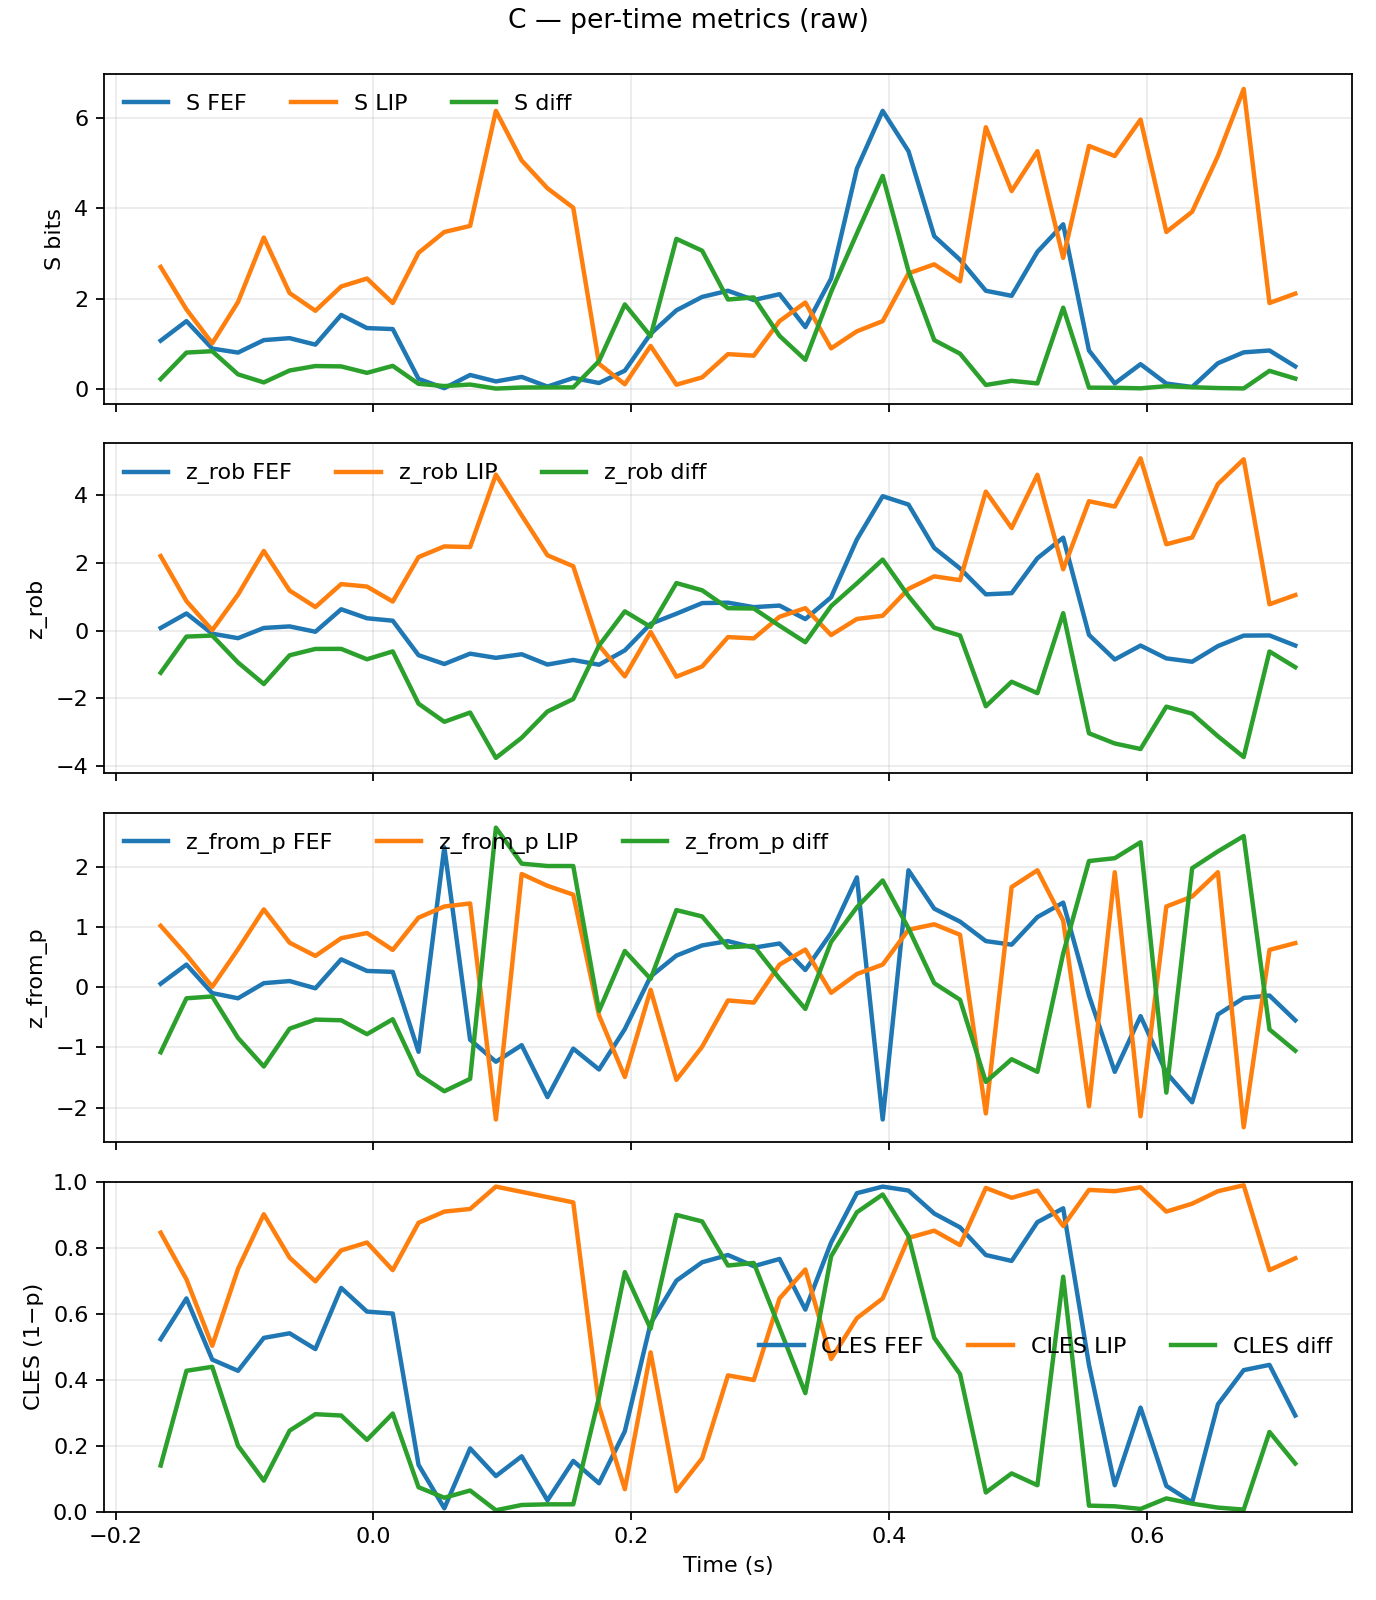 C — per-time metrics (raw)
S FEF S LIP S diff
S bits
6
4
2
0
z_rob FEF z_rob LIP z_rob diff
z_rob
4
2
0
−2
−4
z_from_p FEF z_from_p LIP z_from_p diff
z_from_p
2
1
0
−1
−2
CLES FEF CLES LIP CLES diff
CLES (1−p)
1.0
0.8
0.6
0.4
0.2
0.0
−0.2 0.0 0.2 0.4 0.6
Time (s)